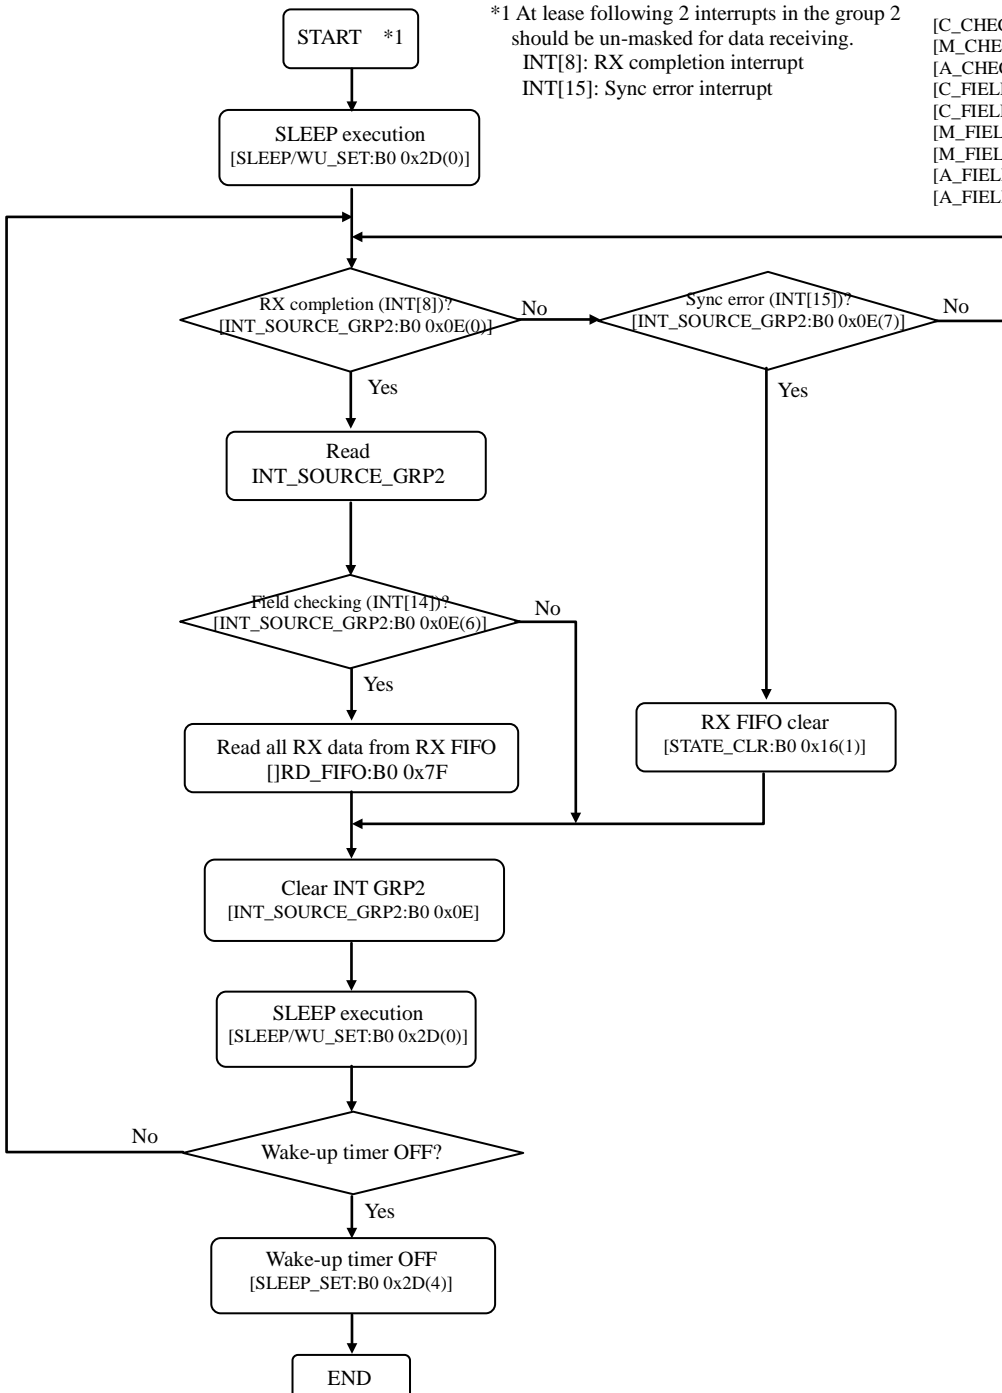 START *1
*1 At lease following 2 interrupts in the group 2
should be un-masked for data receiving.
INT[8]: RX completion interrupt
INT[15]: Sync error interrupt
SLEEP execution
[SLEEP/WU_SET:B0 0x2D(0)]
RX completion (INT[8])?
[INT_SOURCE_GRP2:B0 0x0E(0)]
No
Sync error (INT[15])?
[INT_SOURCE_GRP2:B0 0x0E(7)]
No
Yes
Yes
Read
INT_SOURCE_GRP2
Field checking (INT[14])?
[INT_SOURCE_GRP2:B0 0x0E(6)]
No
Yes
Read all RX data from RX FIFO
[]RD_FIFO:B0 0x7F
RX FIFO clear
[STATE_CLR:B0 0x16(1)]
Clear INT GRP2
[INT_SOURCE_GRP2:B0 0x0E]
SLEEP execution
[SLEEP/WU_SET:B0 0x2D(0)]
No
Wake-up timer OFF?
Yes
Wake-up timer OFF
[SLEEP_SET:B0 0x2D(4)]
END